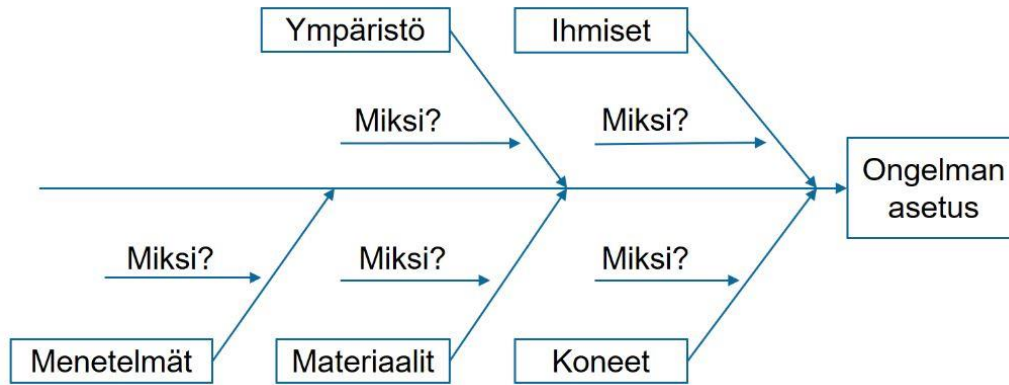 Ympäristö
Ihmiset
Miksi?
Miksi?
Ongelman
asetus
Miksi?
Miksi?
Miksi?
Menetelmät
Materiaalit
Koneet